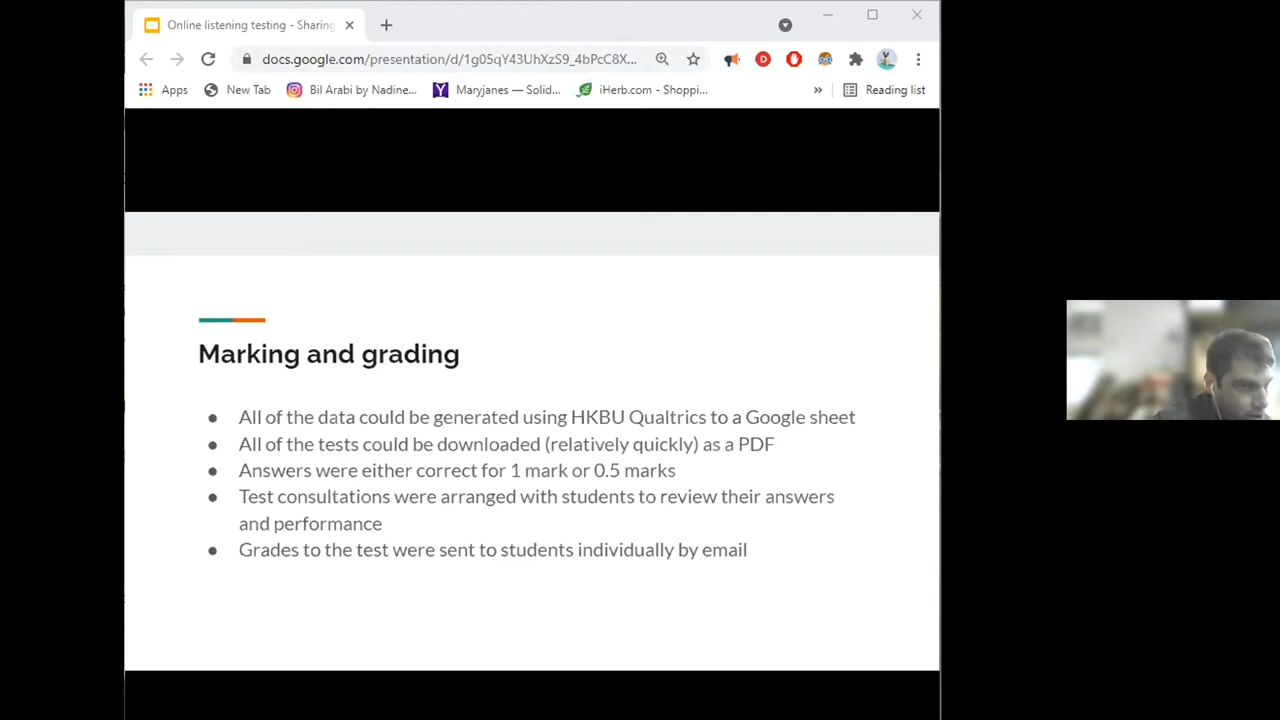 Online listening testing - Sharing
docs.google.com/presentation/d/1g05qY43UhXzS9_4bPcC8X...
Apps
New Tab
Bil Arabi by Nadine...
Maryjanes — Solid...
iHerb.com - Shoppi...
»
Reading list
Marking and grading
● All of the data could be generated using HKBU Qualtrics to a Google sheet
● All of the tests could be downloaded (relatively quickly) as a PDF
● Answers were either correct for 1 mark or 0.5 marks
● Test consultations were arranged with students to review their answers
and performance
● Grades to the test were sent to students individually by email